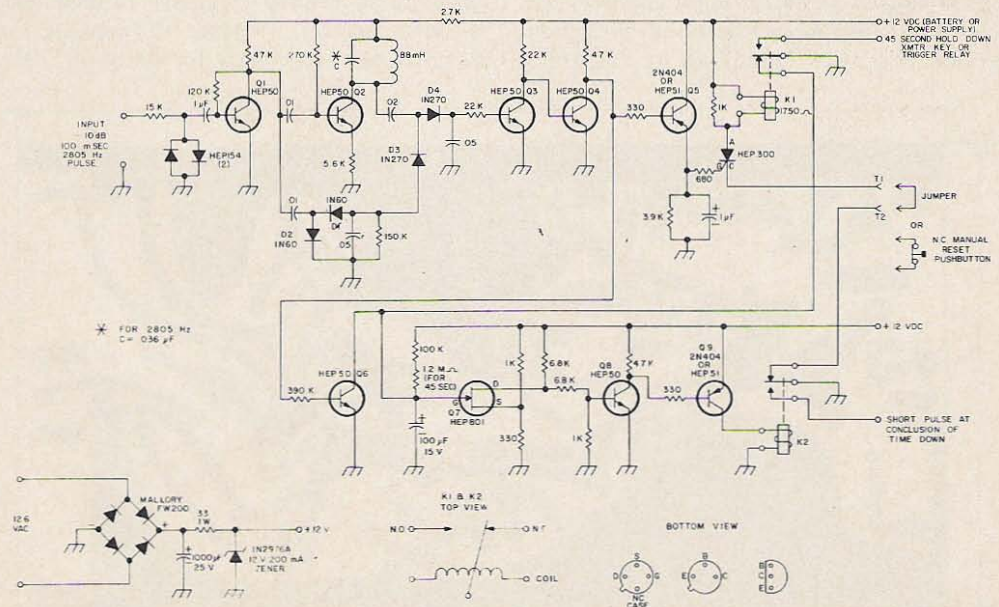 2.7K
+12 VDC (BATTERY OR
POWER SUPPLY)
45 SECOND HOLD DOWN
XMTR KEY OR
TRIGGER RELAY
47K
270K
*
C
88mH
22K
47K
2N404
OR
HEP51 Q5
1K
K1
1750Ω
120K
Q1
HEP50
1µF
15K
.01
HEP50 Q2
.02
D4
1N270
22K
HEP50 Q3
HEP50 Q4
330
A
HEP 300
G C
INPUT
-10dB
100 mSEC
2805 Hz
PULSE
HEP154
(2)
5.6K
D3
1N270
.05
680
T1
T2
JUMPER
OR
N.C. MANUAL
RESET
PUSHBUTTON
.01
1N60
D2
1N60
.05
150K
3.9K
1µF
* FOR 2805 Hz
C= .036 µF
+12 VDC
100K
1.2 MΩ
(FOR
45 SEC)
1K
6.8K
HEP50 Q6
390 K
D
G
S
Q7
HEP801
6.8K
Q8
HEP50
47K
Q9
2N404
OR
HEP51
330
100µF
15 V
330
1K
K2
SHORT PULSE AT
CONCLUSION OF
TIME DOWN
12.6
VAC
MALLORY
FW200
-
+
33
1W
+12V
1000µF
25 V
1N2976A
12 V 200 mA
ZENER
K1 & K2
TOP VIEW
N.O.
N.C.
COIL
BOTTOM VIEW
S
D
G
NC
CASE
B
E
C
B
C
E